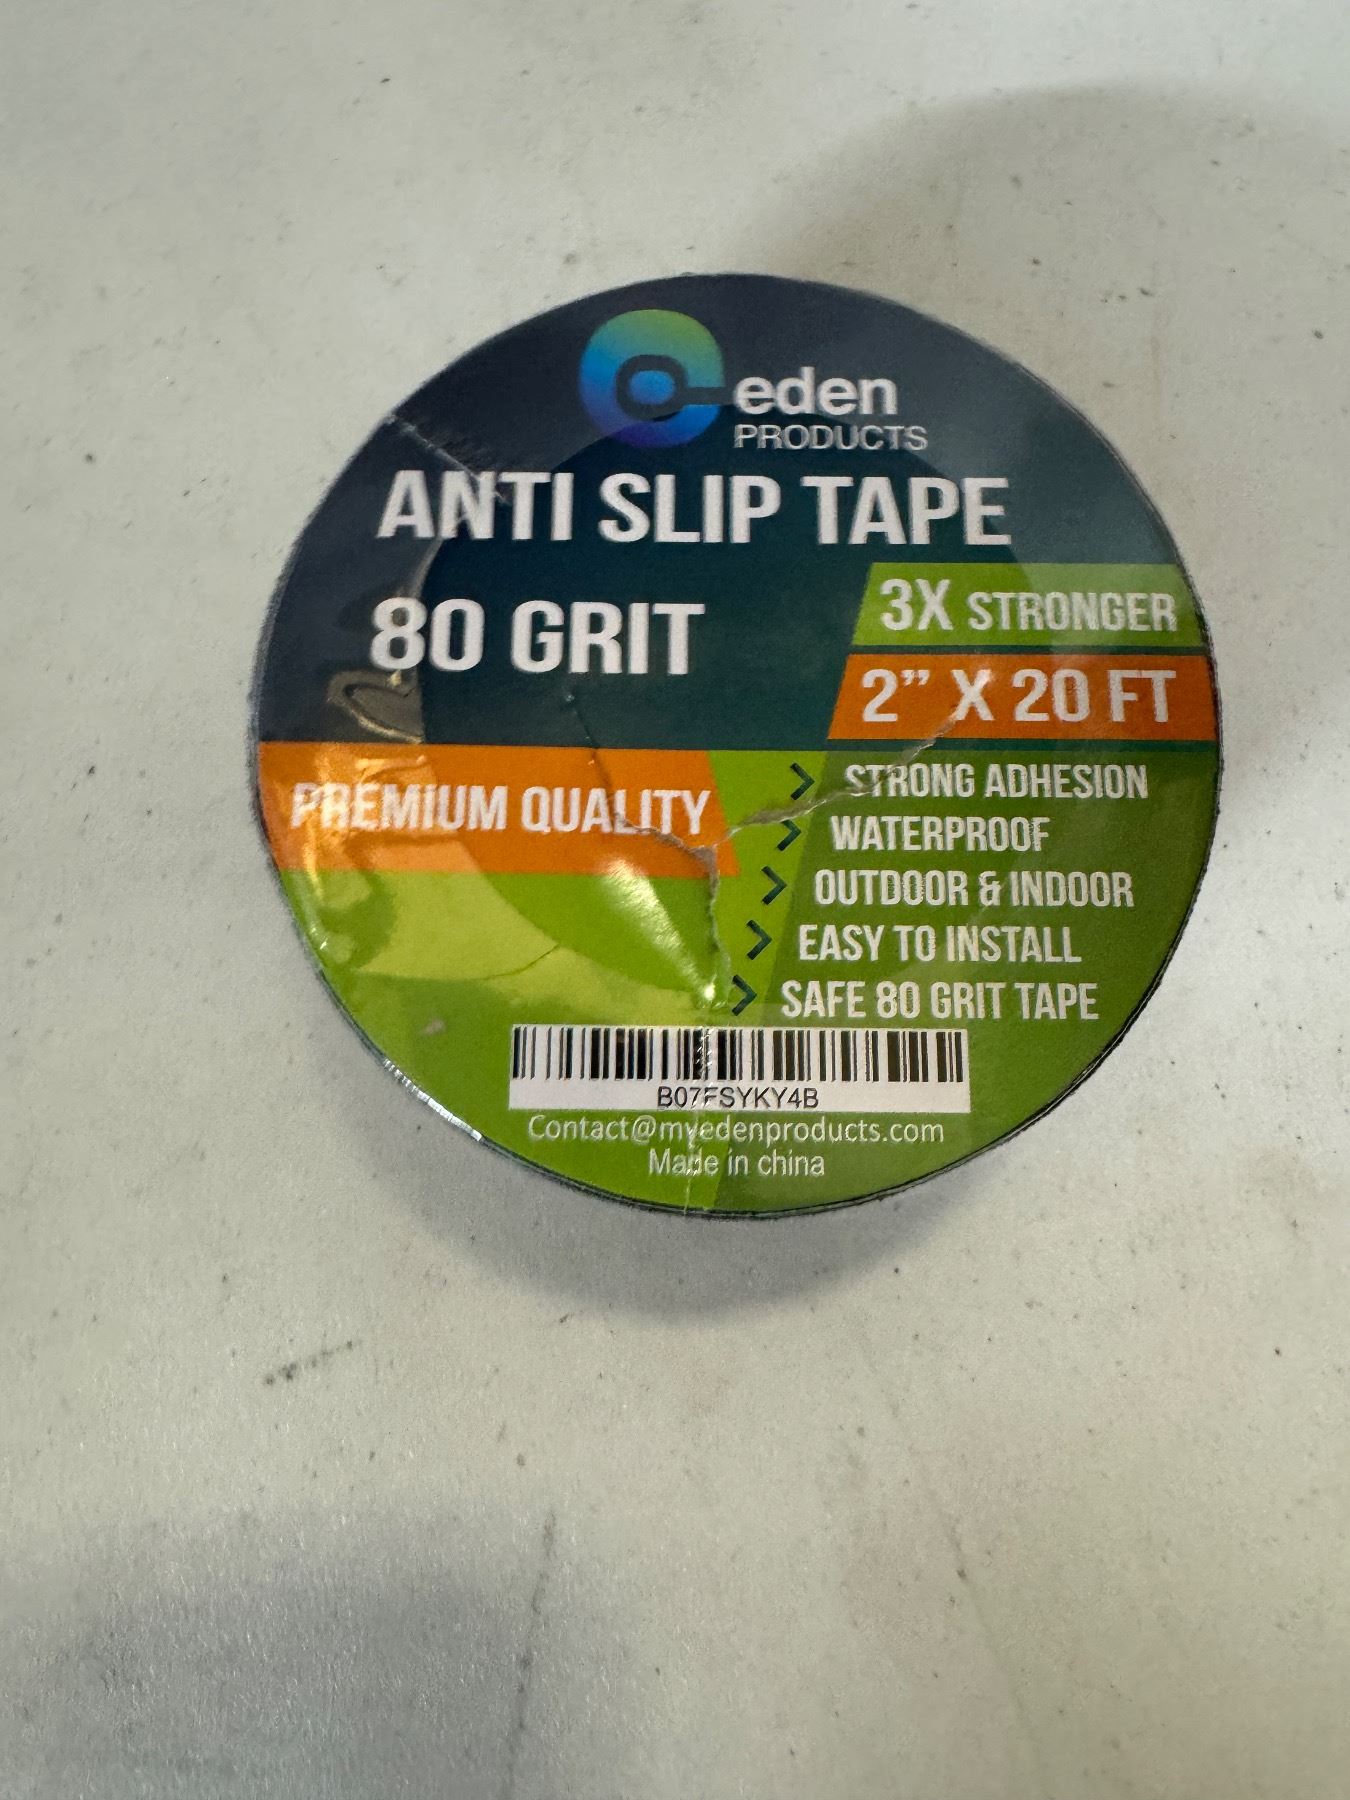 eden
PRODUCTS
ANTI SLIP TAPE
80 GRIT
3X STRONGER
2” X 20 FT
PREMiUM QUALITY
STRONG ADHESION
WATERPROOF
OUTDOOR & INDOOR
EASY TO INSTALL
SAFE 80 GRIT TAPE
B07FSYKY4B
Contact@myedenproducts.com
Made in china